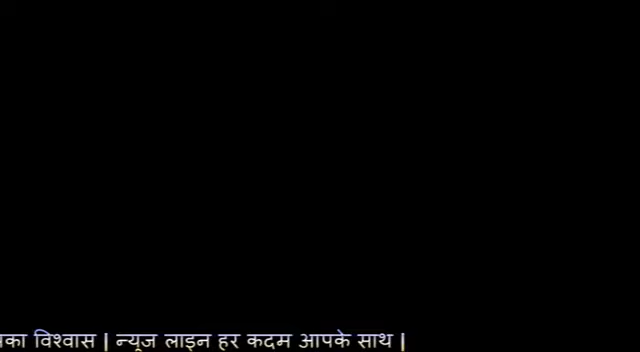 विश्वास | न्यूज लाइन हर कदम आपके साथ |